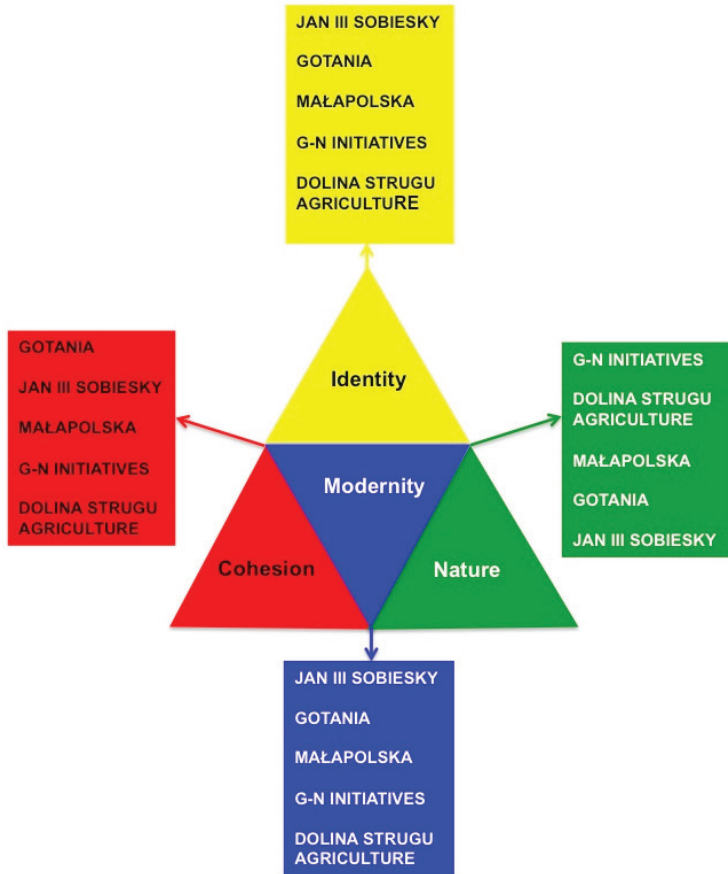 JAN III SOBIESKY
GOTANIA
MAŁAPOLSKA
G-N INITIATIVES
DOLINA STRUGU
AGRICULTURE
Identity
GOTANIA
JAN III SOBIESKY
MAŁAPOLSKA
G-N INITIATIVES
DOLINA STRUGU
AGRICULTURE
G-N INITIATIVES
DOLINA STRUGU
AGRICULTURE
MAŁAPOLSKA
GOTANIA
JAN III SOBIESKY
Modernity
Cohesion
Nature
JAN III SOBIESKY
GOTANIA
MAŁAPOLSKA
G-N INITIATIVES
DOLINA STRUGU
AGRICULTURE